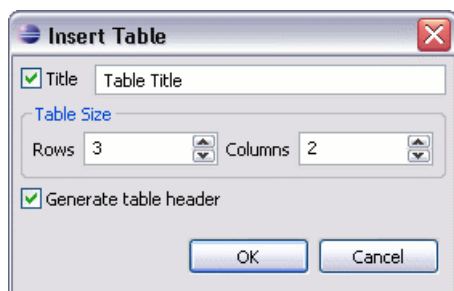 Insert Table
Title Table Title
Table Size
Rows 3 Columns 2
Generate table header
OK Cancel